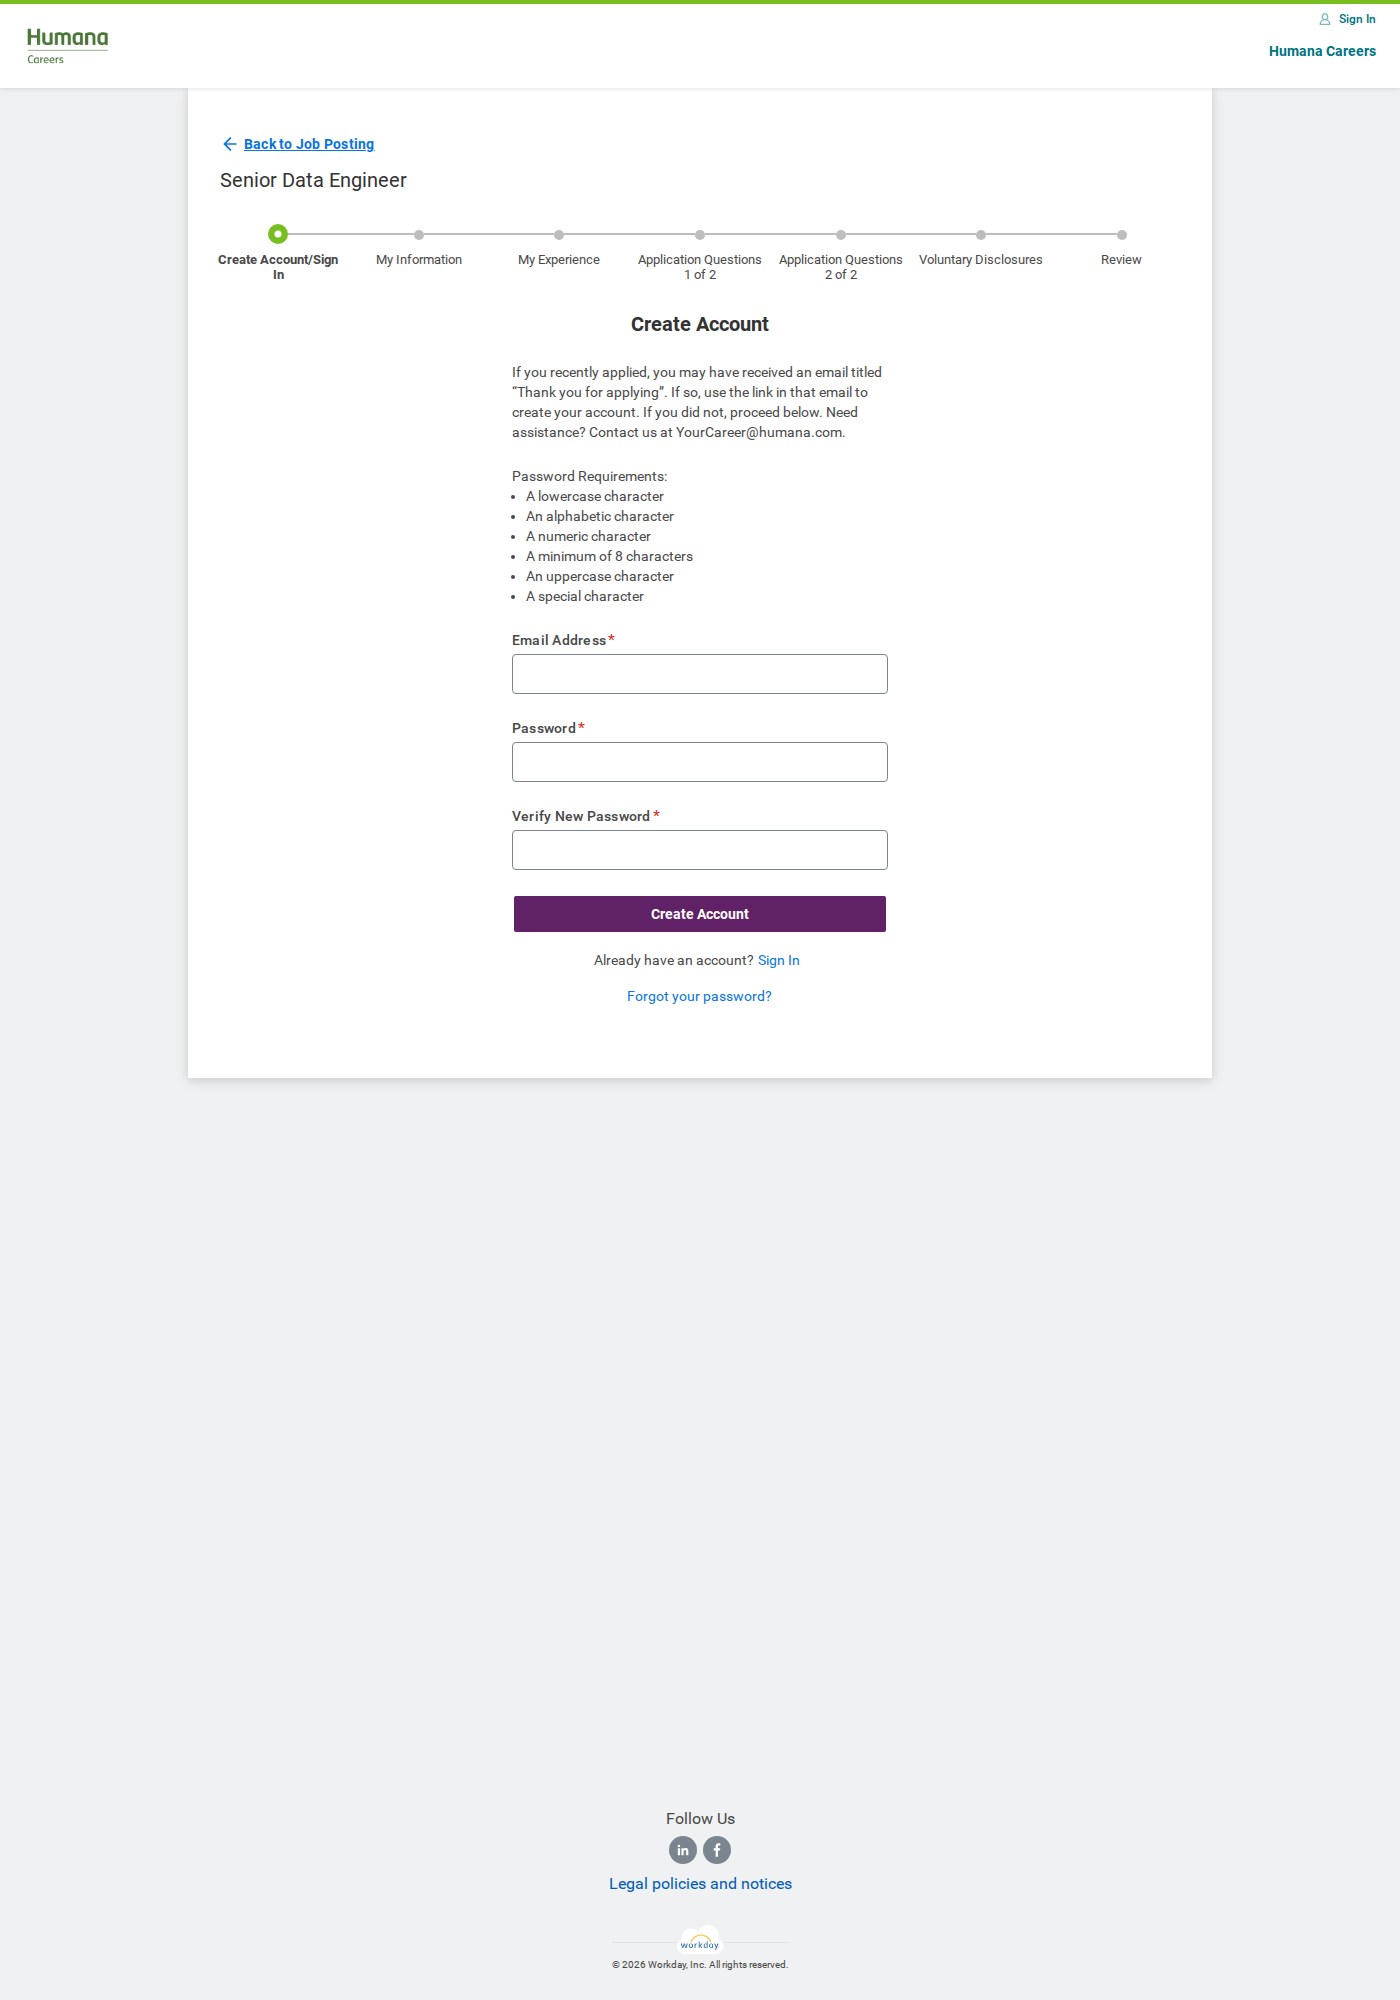 Humana
Careers
Sign In
Humana Careers
Back to Job Posting
Senior Data Engineer
Create Account/Sign
In
My Information
My Experience
Application Questions
1 of 2
Application Questions
2 of 2
Voluntary Disclosures
Review
Create Account
If you recently applied, you may have received an email titled
“Thank you for applying”. If so, use the link in that email to
create your account. If you did not, proceed below. Need
assistance? Contact us at YourCareer@humana.com.
Password Requirements:
• A lowercase character
• An alphabetic character
• A numeric character
• A minimum of 8 characters
• An uppercase character
• A special character
Email Address*
Password*
Verify New Password*
Create Account
Already have an account? Sign In
Forgot your password?
Follow Us
in f
Legal policies and notices
workday
© 2026 Workday, Inc. All rights reserved.